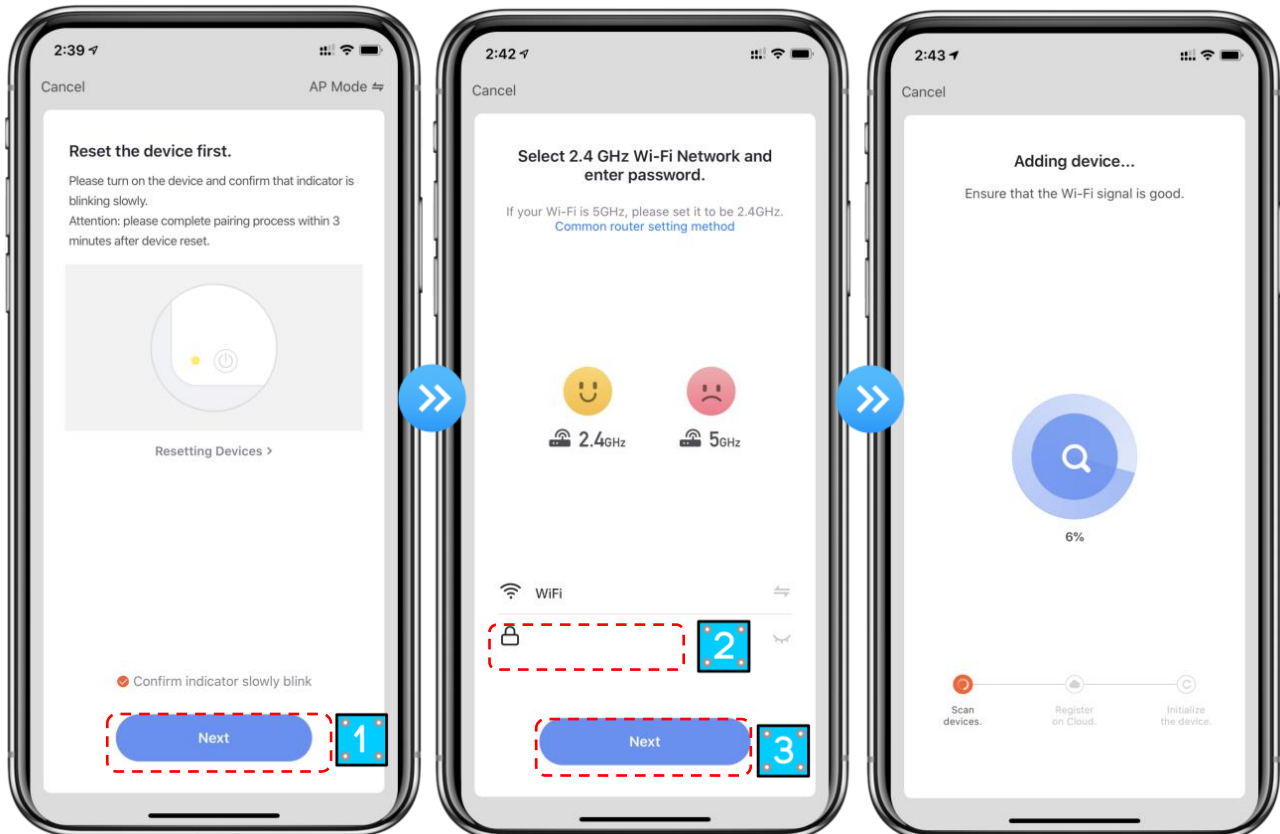 2:39
Cancel
AP Mode
Reset the device first.
Please turn on the device and confirm that indicator is
blinking slowly.
Attention: please complete pairing process within 3
minutes after device reset.
Resetting Devices >
Confirm indicator slowly blink
Next
1
2:42
Cancel
Select 2.4 GHz Wi-Fi Network and
enter password.
If your Wi-Fi is 5GHz, please set it to be 2.4GHz.
Common router setting method
2.4GHz
5GHz
WiFi
2
Next
3
2:43
Cancel
Adding device...
Ensure that the Wi-Fi signal is good.
6%
Scan
devices.
Register
on Cloud.
Initialize
the device.